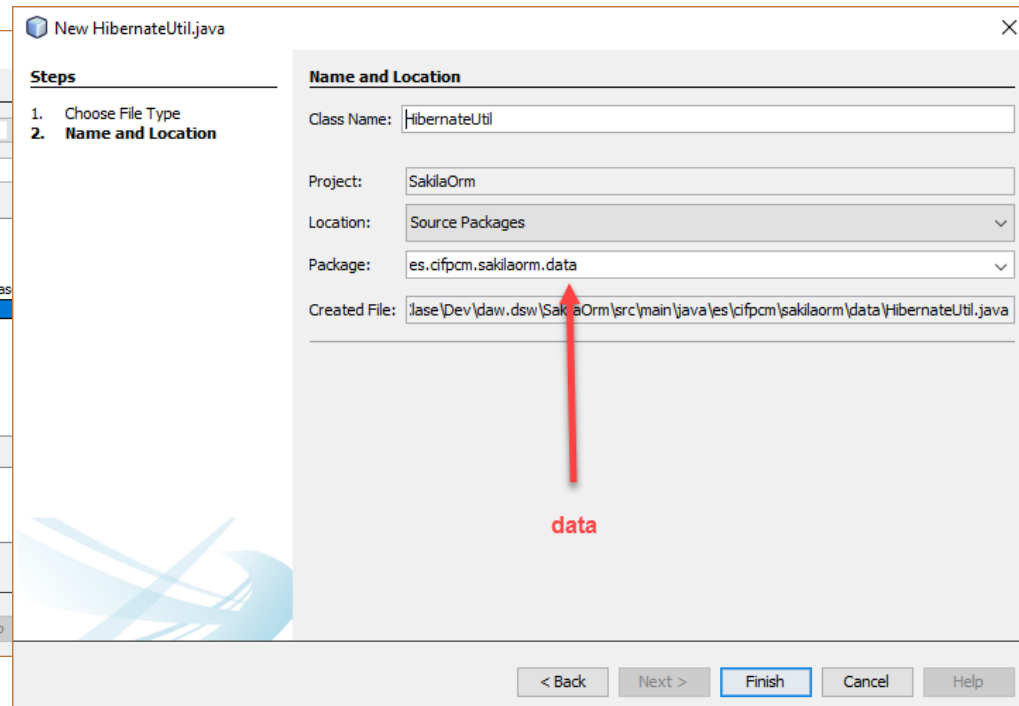 New HibernateUtil.java
Steps
1. Choose File Type
2. Name and Location
Name and Location
Class Name: HibernateUtil
Project: SakilaOrm
Location: Source Packages
Package: es.cifpcm.sakilaorm.data
Created File: :lase\Dev\daw.dsw\SakilaOrm\src\main\java\es\cifpcm\sakilaorm\data\HibernateUtil.java
data
as
< Back Next > Finish Cancel Help